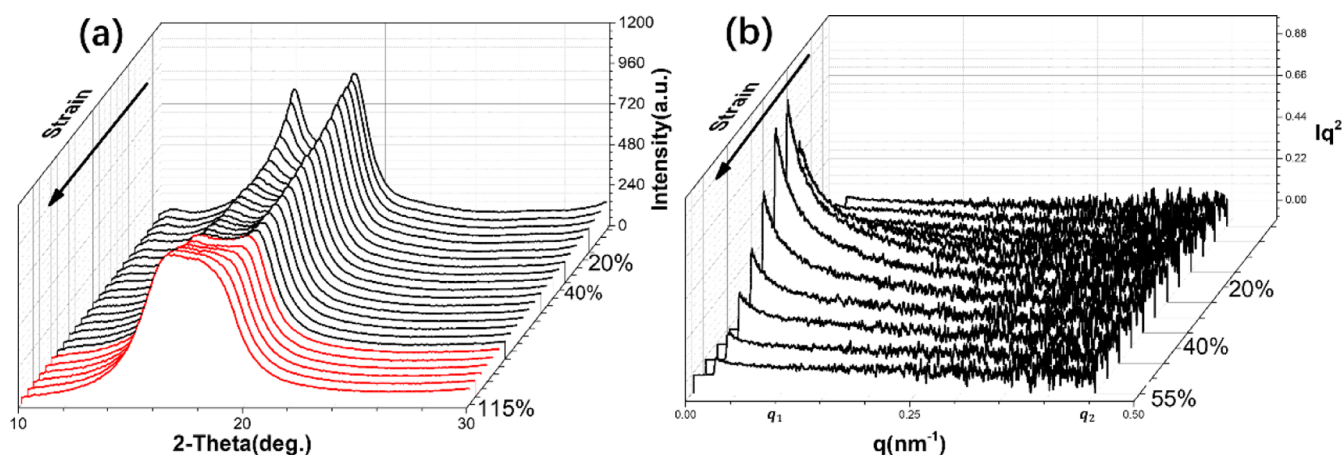 (a)
Strain
1200
960
720
480
240
0
Intensity(a.u.)
20%
40%
115%
10
20
30
2-Theta(deg.)
(b)
Strain
0.88
0.66
0.44
0.22
0.00
Iq²
20%
40%
55%
0.00
q₁
0.25
q₂
0.50
q(nm⁻¹)